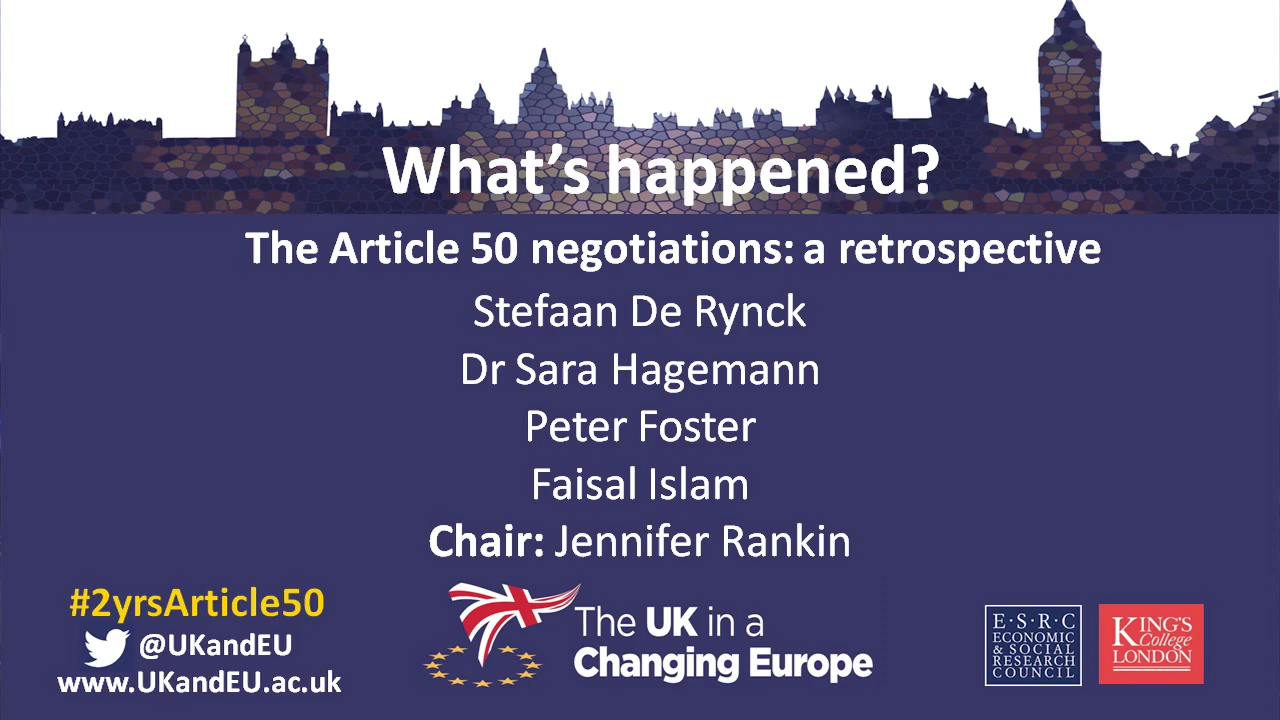 What's happened?
The Article 50 negotiations: a retrospective
Stefaan De Rynck
Dr Sara Hagemann
Peter Foster
Faisal Islam
Chair: Jennifer Rankin
#2yrsArticle50
@UKandEU
www.UKandEU.ac.uk
The UK in a
Changing Europe
E·S·R·C
ECONOMIC
& SOCIAL
RESEARCH
COUNCIL
KING'S
College
LONDON